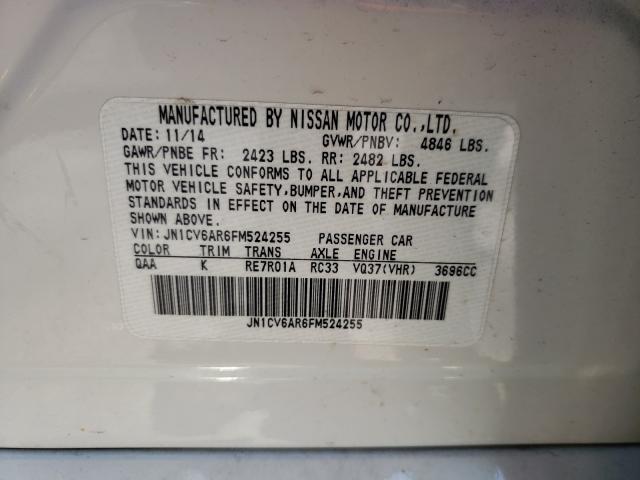 MANUFACTURED BY NISSAN MOTOR CO.,LTD.
DATE: 11/14 GVWR/PNBV: 4846 LBS.
GAWR/PNBE FR: 2423 LBS. RR: 2482 LBS.
THIS VEHICLE CONFORMS TO ALL APPLICABLE FEDERAL
MOTOR VEHICLE SAFETY,BUMPER,AND THEFT PREVENTION
STANDARDS IN EFFECT ON THE DATE OF MANUFACTURE
SHOWN ABOVE.
VIN: JN1CV6AR6FM524255 PASSENGER CAR
COLOR TRIM TRANS AXLE ENGINE
QAA K RE7R01A RC33 VQ37(VHR) 3696CC
JN1CV6AR6FM524255